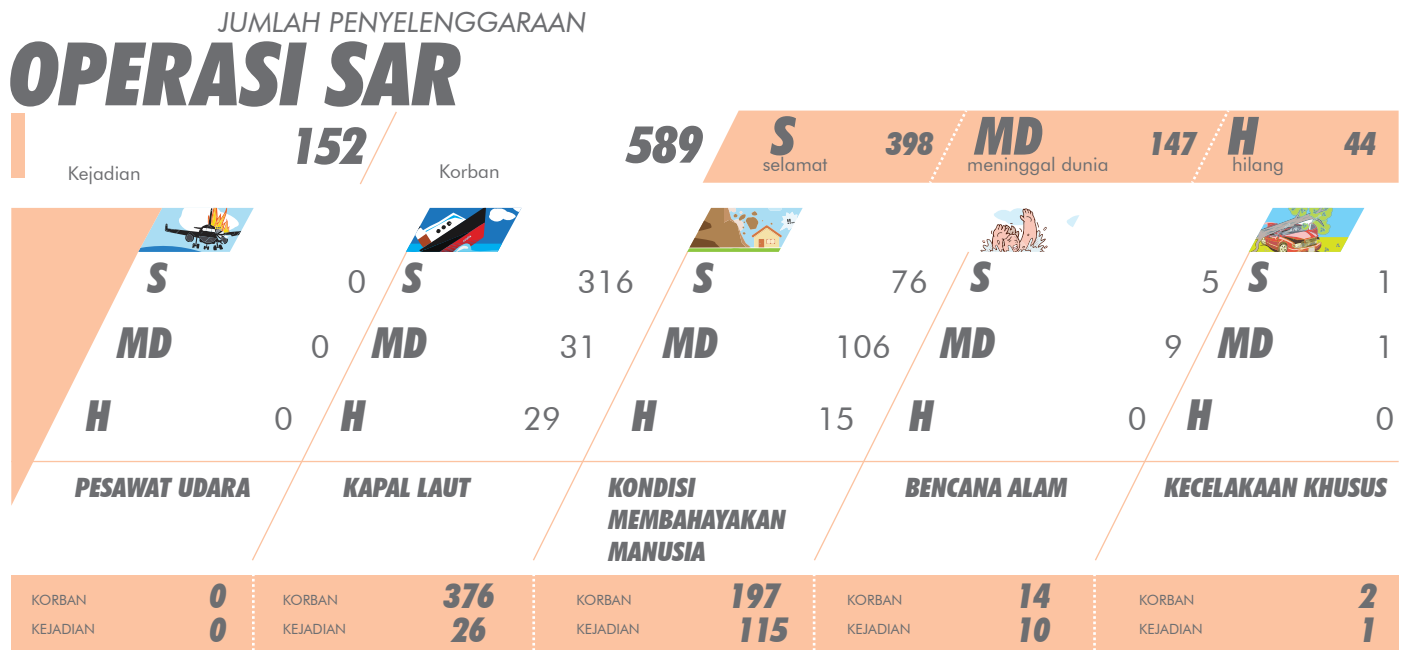 JUMLAH PENYELENGGARAAN
OPERASI SAR
Kejadian 152
Korban 589
S selamat 398
MD meninggal dunia 147
H hilang 44
S 0 S 316 S 76 S 5 S 1
MD 0 MD 31 MD 106 MD 9 MD 1
H 0 H 29 H 15 H 0 H 0
PESAWAT UDARA
KAPAL LAUT
KONDISI
MEMBAHAYAKAN
MANUSIA
BENCANA ALAM
KECELAKAAN KHUSUS
KORBAN 0 KORBAN 376 KORBAN 197 KORBAN 14 KORBAN 2
KEJADIAN 0 KEJADIAN 26 KEJADIAN 115 KEJADIAN 10 KEJADIAN 1